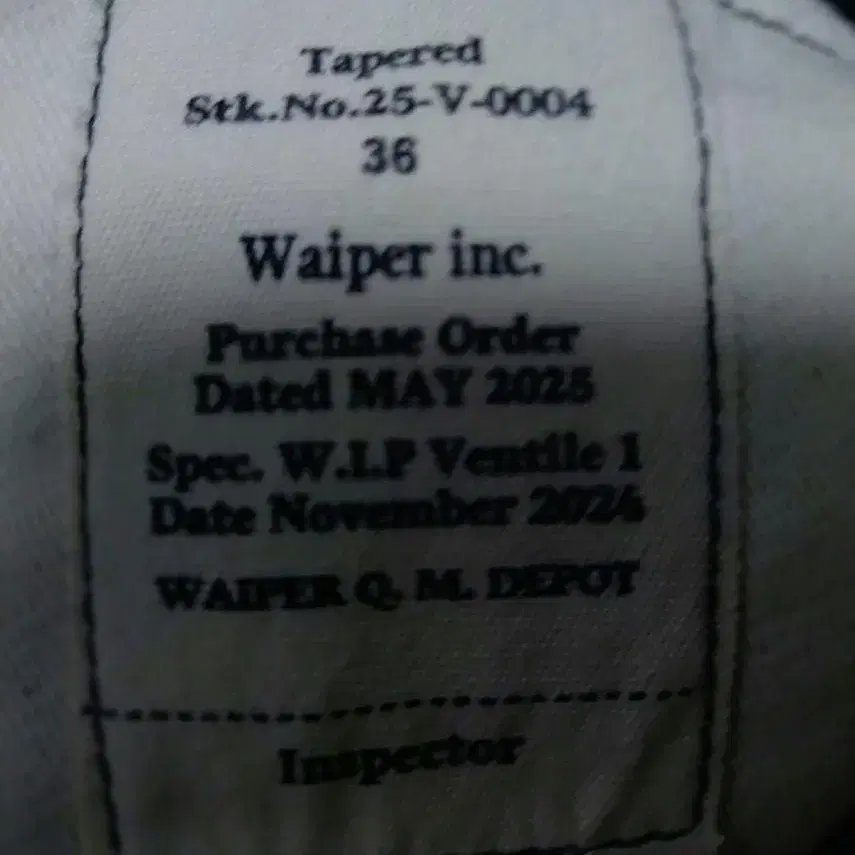 Tapered
Stk.No.25-V-0004
36
Waiper inc.
Purchase Order
Dated MAY 2025
Spec. W.I.P Ventile 1
Date November 2024
WAIPER Q. M. DEPOT
Inspector